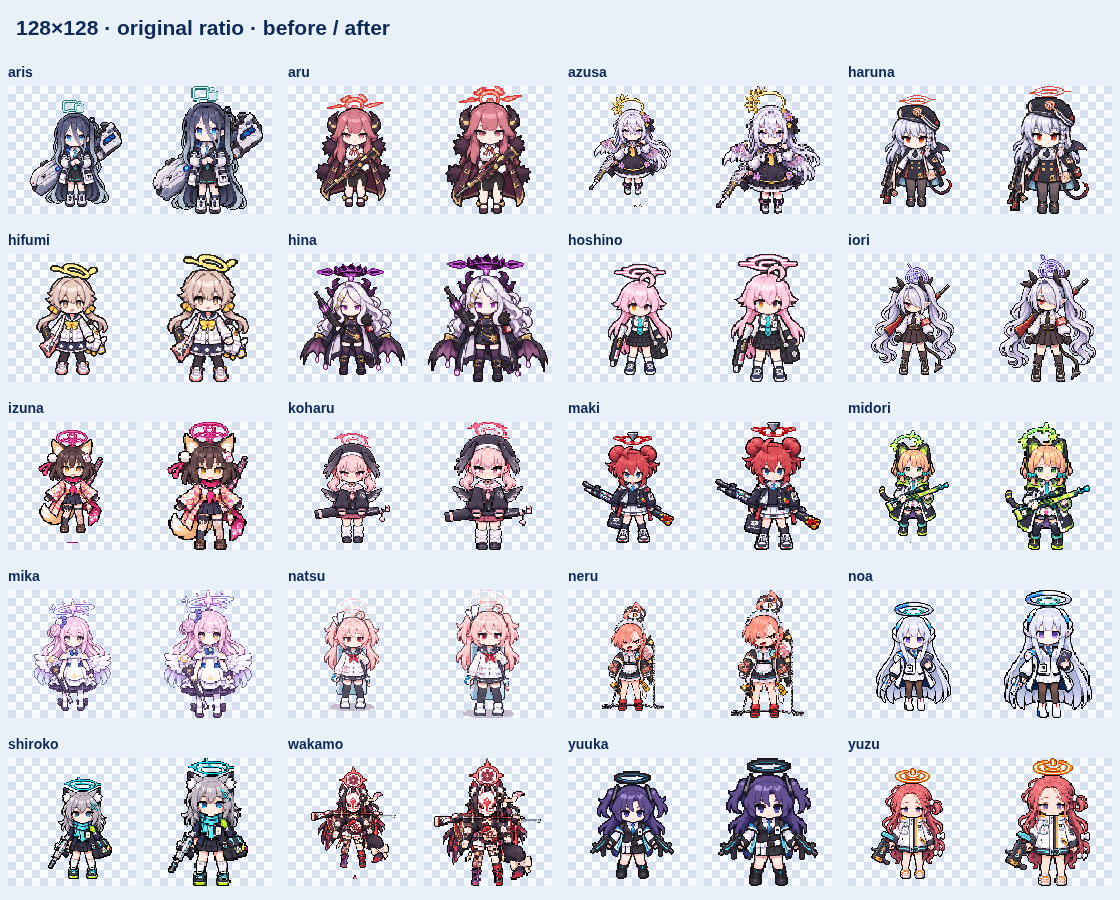 128×128 · original ratio · before / after
aris
aru
azusa
haruna
hifumi
hina
hoshino
iori
izuna
koharu
maki
midori
mika
natsu
neru
noa
shiroko
wakamo
yuuka
yuzu